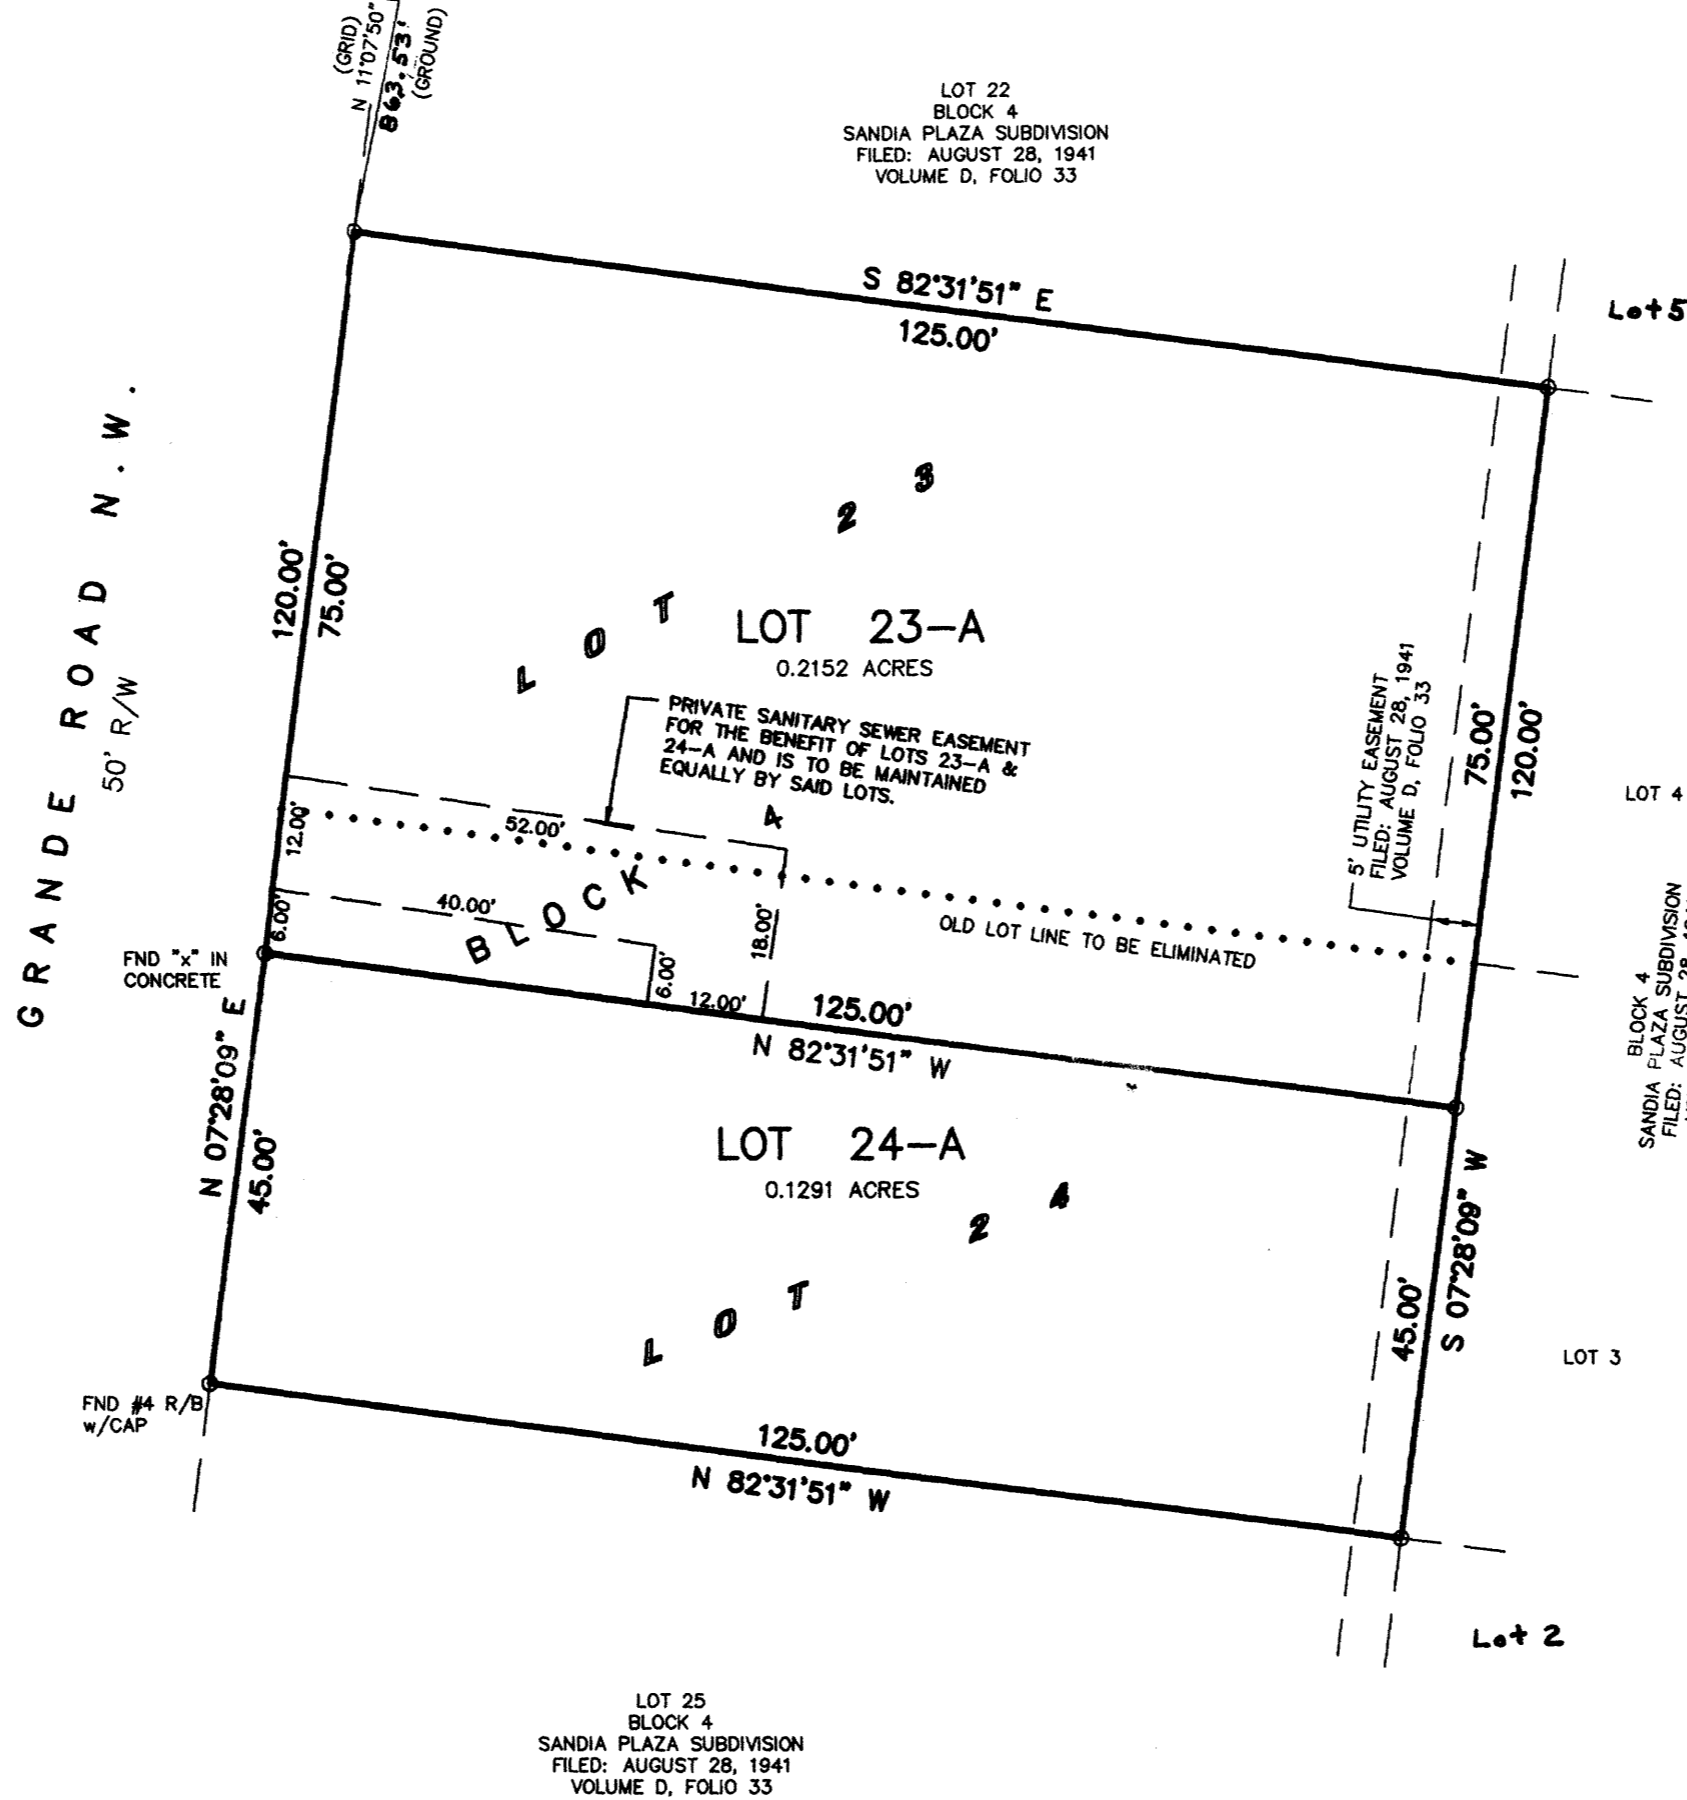 (GRID)
N 11°07'50"
863.53'
(GROUND)
LOT 22
BLOCK 4
SANDIA PLAZA SUBDIVISION
FILED: AUGUST 28, 1941
VOLUME D, FOLIO 33
S 82°31'51" E
125.00'
Lot 5
GRANDE ROAD N.W.
50' R/W
120.00'
75.00'
LOT 23
LOT 23-A
0.2152 ACRES
PRIVATE SANITARY SEWER EASEMENT
FOR THE BENEFIT OF LOTS 23-A &
24-A AND IS TO BE MAINTAINED
EQUALLY BY SAID LOTS.
5' UTILITY EASEMENT
FILED: AUGUST 28, 1941
VOLUME D, FOLIO 33
75.00'
120.00'
LOT 4
12.00'
52.00'
BLOCK 4
6.00'
40.00'
18.00'
6.00'
12.00'
OLD LOT LINE TO BE ELIMINATED
BLOCK 4
SANDIA PLAZA SUBDIVISION
FILED: AUGUST 28,
FND "x" IN
CONCRETE
125.00'
N 82°31'51" W
N 07°28'09" E
45.00'
LOT 24-A
0.1291 ACRES
LOT 24
S 07°28'09" W
45.00'
LOT 3
FND #4 R/B
w/CAP
125.00'
N 82°31'51" W
Lot 2
LOT 25
BLOCK 4
SANDIA PLAZA SUBDIVISION
FILED: AUGUST 28, 1941
VOLUME D, FOLIO 33